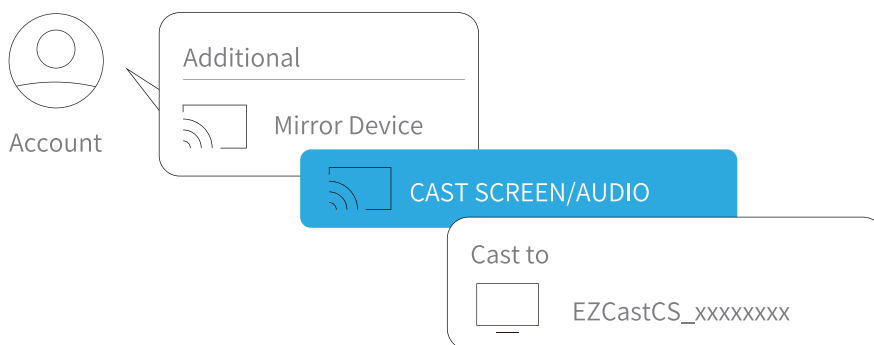 Additional
Mirror Device
Account
CAST SCREEN/AUDIO
Cast to
EZCastCS_xxxxxxxx